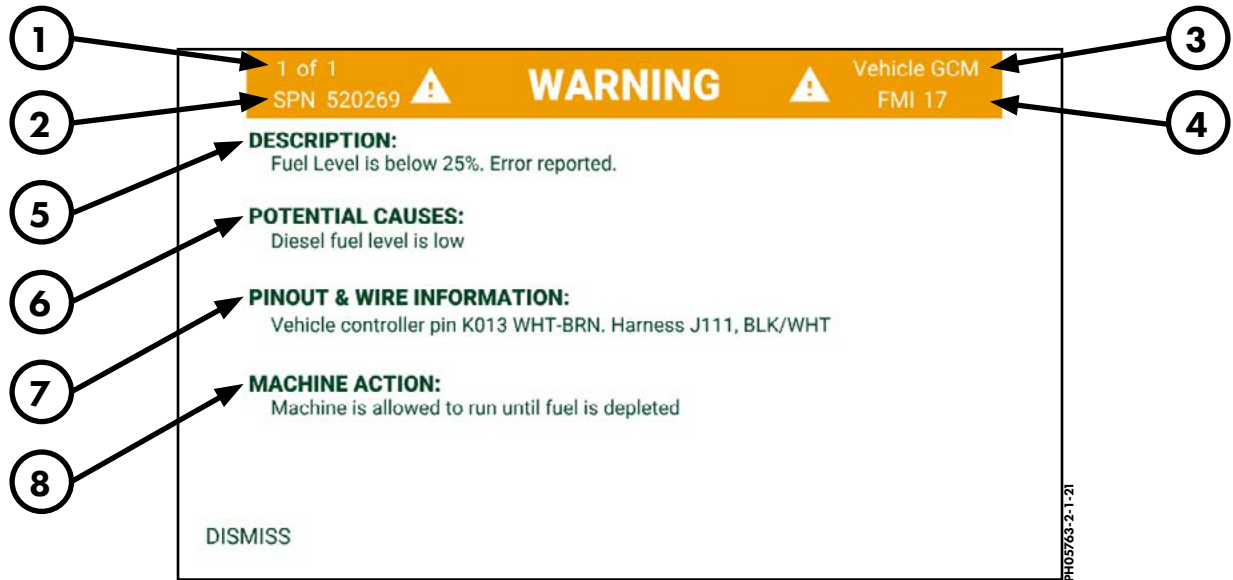 1
2
3
4
5
6
7
8
1 of 1
SPN 520269
WARNING
Vehicle GCM
FMI 17
DESCRIPTION:
Fuel Level is below 25%. Error reported.
POTENTIAL CAUSES:
Diesel fuel level is low
PINOUT & WIRE INFORMATION:
Vehicle controller pin K013 WHT-BRN. Harness J111, BLK/WHT
MACHINE ACTION:
Machine is allowed to run until fuel is depleted
DISMISS
PH05763-2-1-21